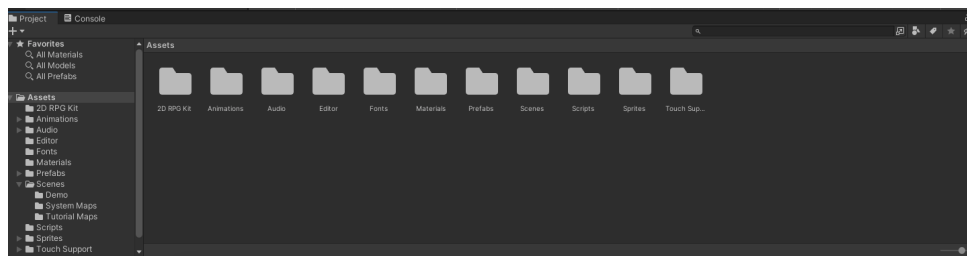 Project Console
Favorites
All Materials
All Models
All Prefabs
Assets
2D RPG Kit
Animations
Audio
Editor
Fonts
Materials
Prefabs
Scenes
Demo
System Maps
Tutorial Maps
Scripts
Sprites
Touch Support
Assets
2D RPG Kit Animations Audio Editor Fonts Materials Prefabs Scenes Scripts Sprites Touch Sup...